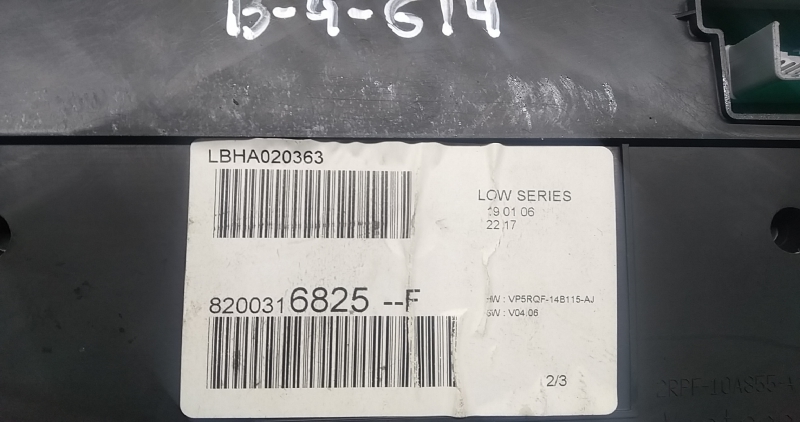 B-4-614
LBHA020363
LOW SERIES
19.01.06
22:17
8200316825 --F
HW : VP5RQF-14B115-AJ
SW : V04.06
2/3